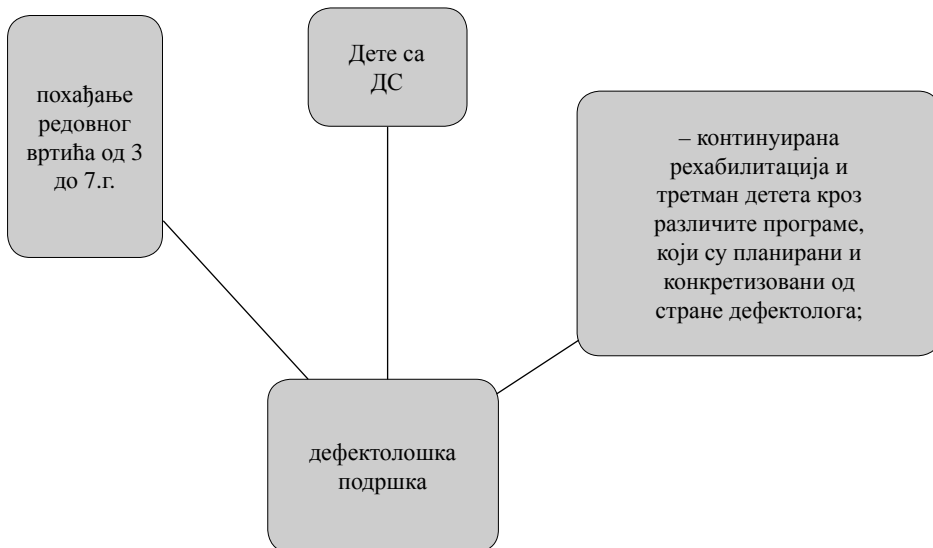 похађање
редовног
вртића од 3
до 7.г.
Дете са
ДС
– континуирана
рехабилитација и
третман детета кроз
различите програме,
који су планирани и
конкретизовани од
стране дефектолога;
дефектолошка
подршка